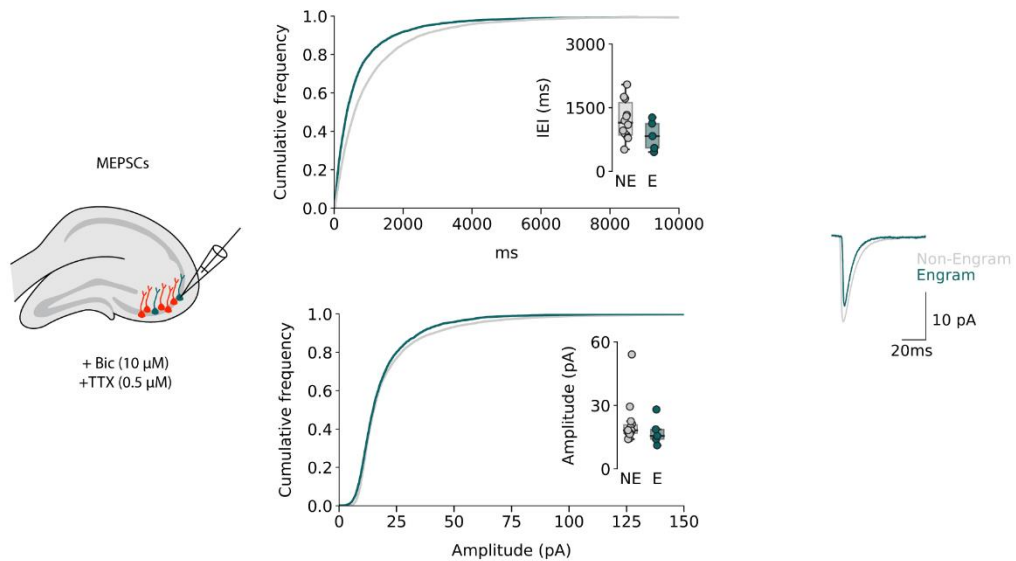 MEPSCs
+ Bic (10 µM)
+TTX (0.5 µM)
Cumulative frequency
1.0
0.8
0.6
0.4
0.2
0.0
0
2000
4000
6000
8000
10000
ms
IEI (ms)
3000
1500
0
NE
E
Cumulative frequency
1.0
0.8
0.6
0.4
0.2
0.0
0
25
50
75
100
125
150
Amplitude (pA)
Amplitude (pA)
60
30
0
NE
E
Non-Engram
Engram
10 pA
20ms